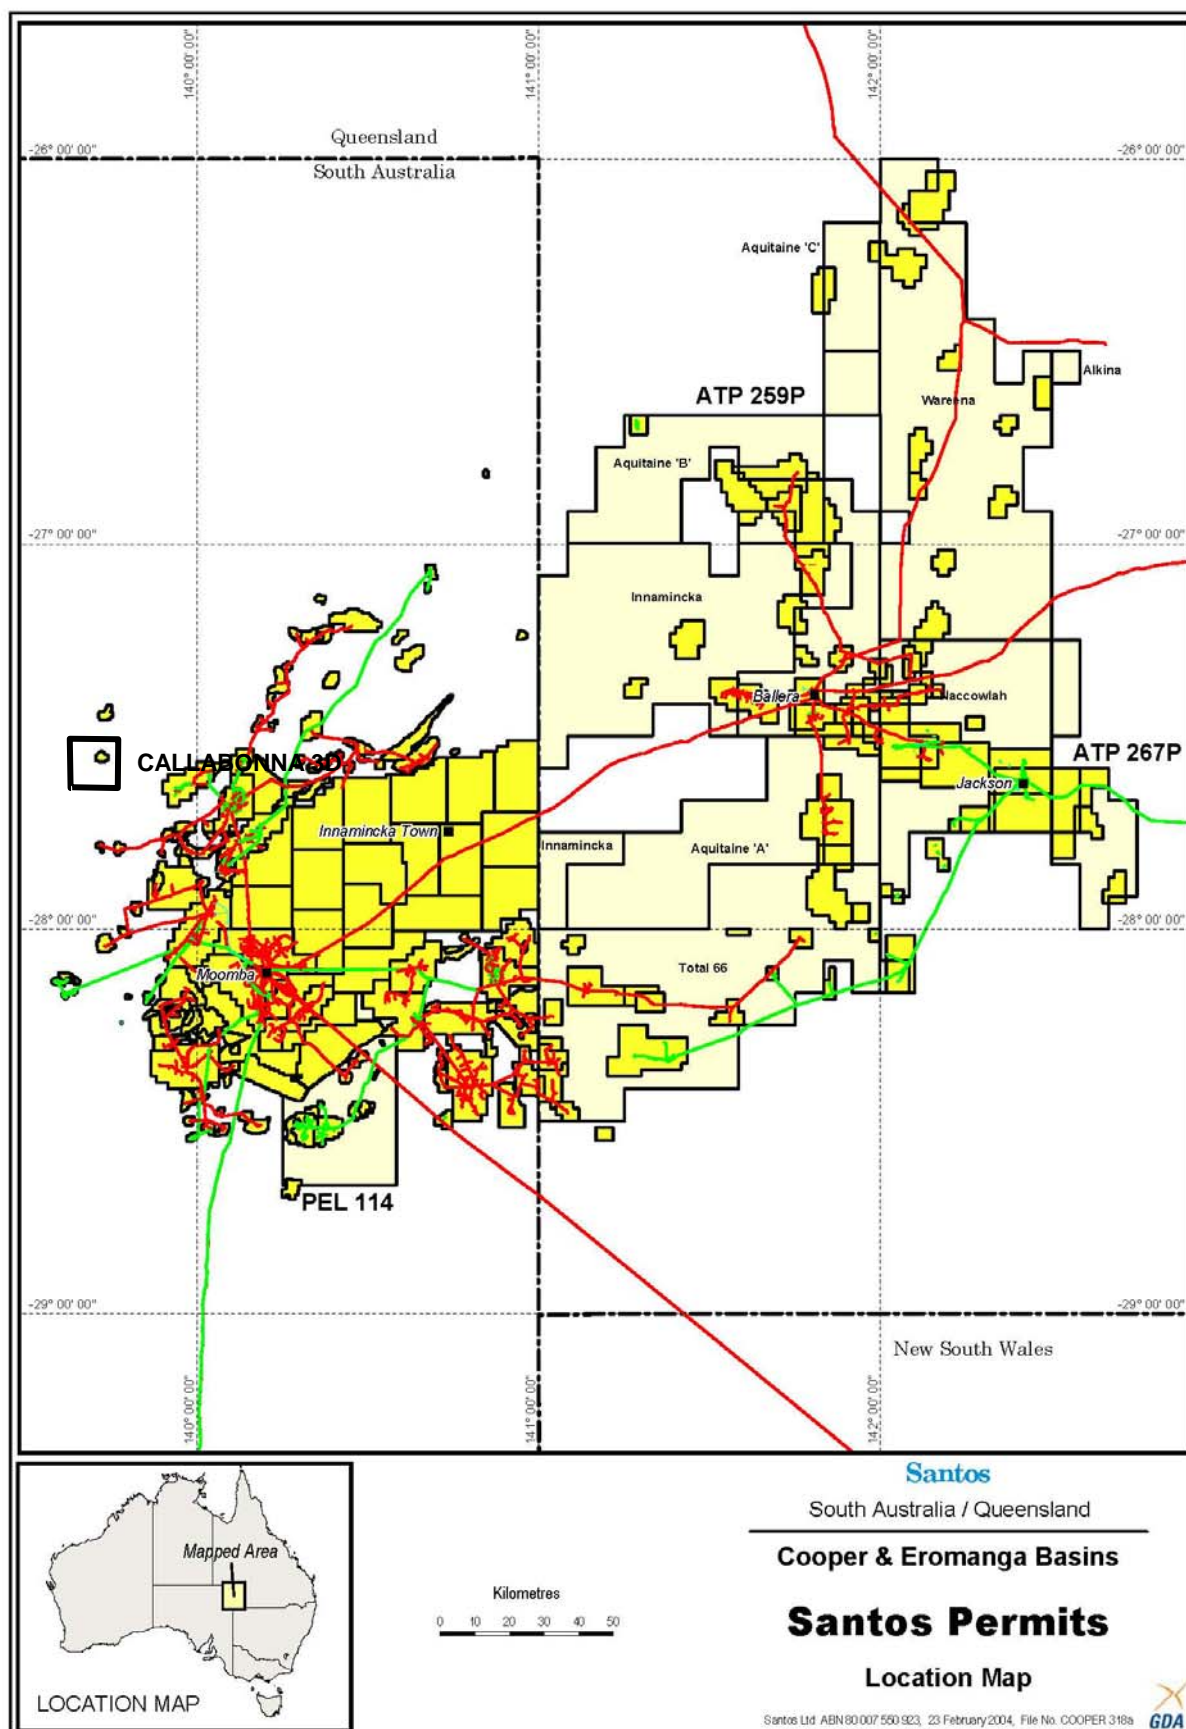 140° 00' 00"
141° 00' 00"
142° 00' 00"
Queensland
-26° 00' 00"
-26° 00' 00"
South Australia
Aquitaine 'C'
Alkina
ATP 259P
Wareena
Aquitaine 'B'
-27° 00' 00"
-27° 00' 00"
Innamincka
Ballera
Naccowlah
CALLABONNA 3D
ATP 267P
Jackson
Innamincka Town
Innamincka
Aquitaine 'A'
-28° 00' 00"
-28° 00' 00"
Moomba
Total 66
PEL 114
-29° 00' 00"
-29° 00' 00"
New South Wales
140° 00' 00"
141° 00' 00"
142° 00' 00"
Santos
South Australia / Queensland
Mapped Area
Cooper & Eromanga Basins
Kilometres
0 10 20 30 40 50
Santos Permits
Location Map
LOCATION MAP
Santos Ltd ABN 80 007 550 923, 23 February 2004, File No. COOPER 318a
GDA